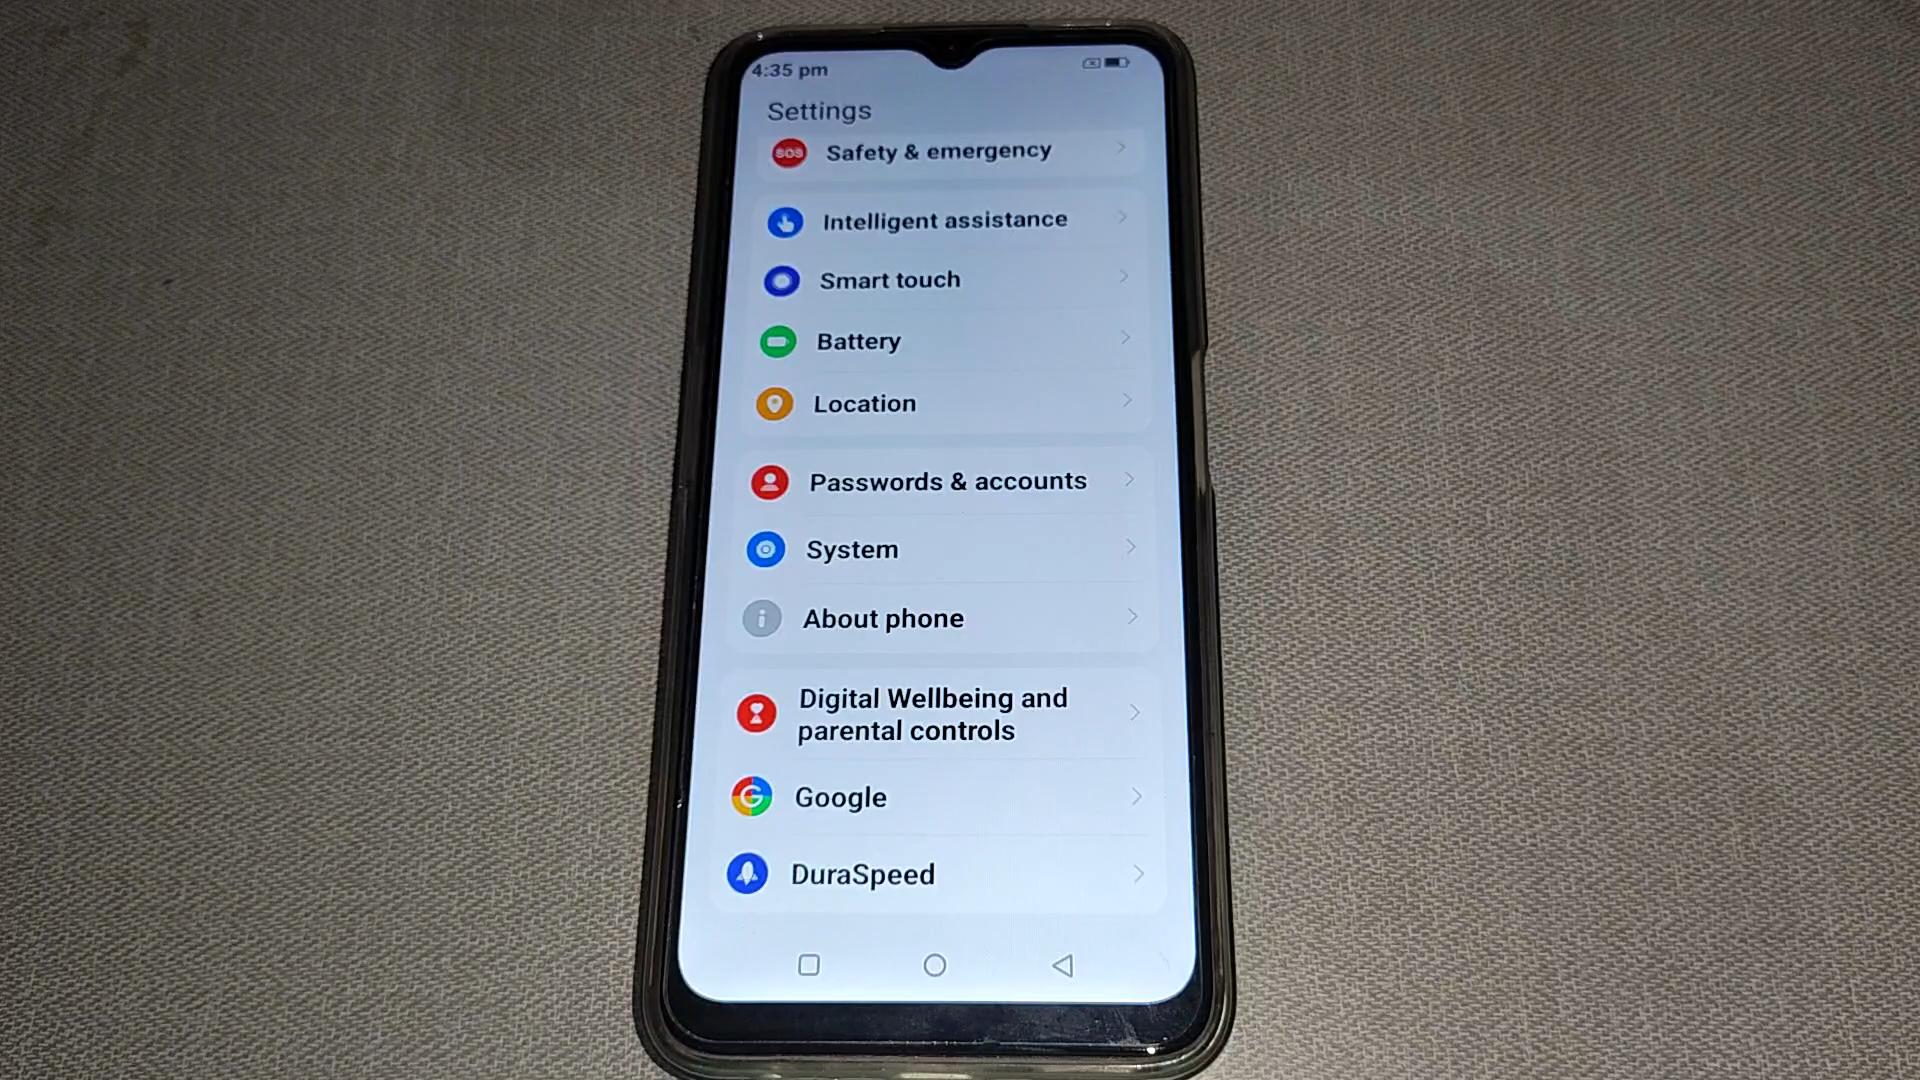 4:35 pm
Settings
SOS Safety & emergency
Intelligent assistance
Smart touch
Battery
Location
Passwords & accounts
System
About phone
Digital Wellbeing and
parental controls
Google
DuraSpeed